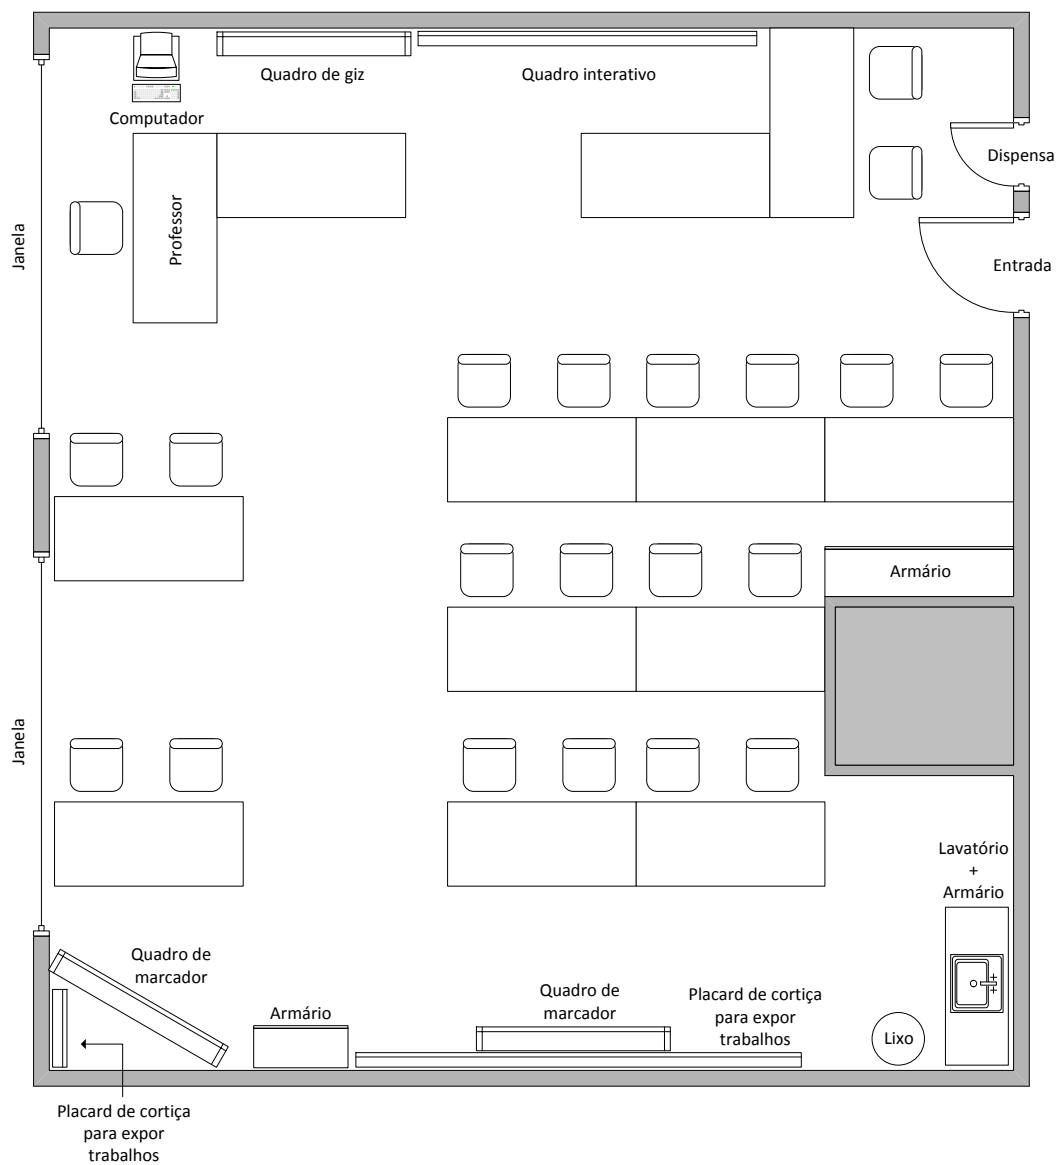 Quadro de giz
Quadro interativo
Computador
Dispensa
Professor
Janela
Entrada
Armário
Janela
Lavatório
+
Armário
Quadro de
marcador
Quadro de
marcador
Placard de cortiça
para expor
trabalhos
Armário
Lixo
Placard de cortiça
para expor
trabalhos